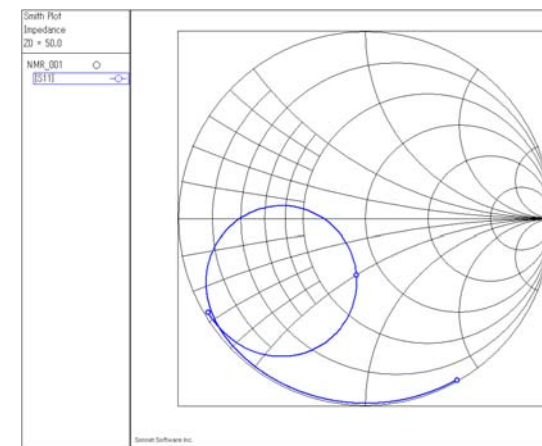 Smith Plot
Impedance
Z0 = 50.0
NMR_001
[S11]
Sonnet Software Inc.